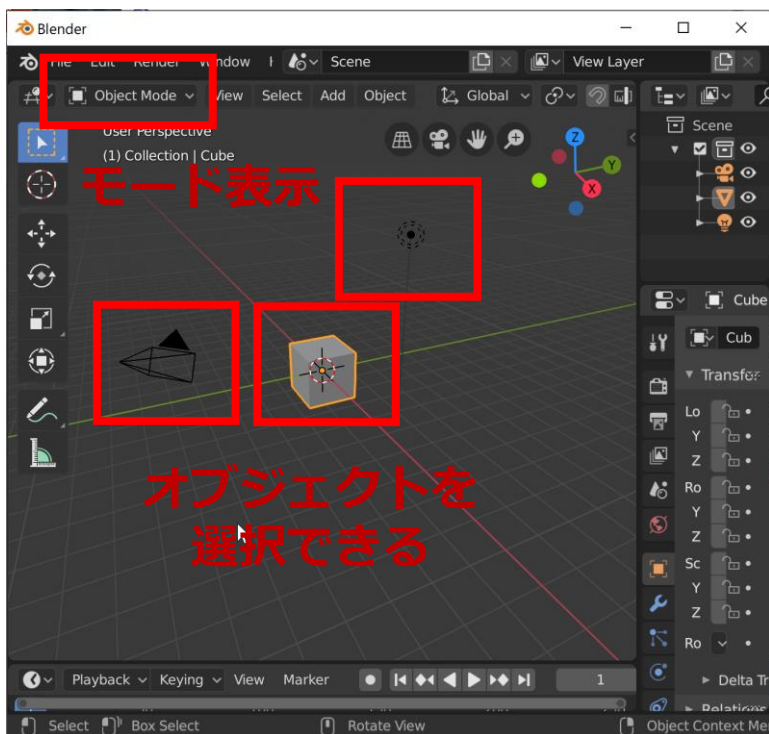 Blender
File Edit Render Window Scene View Layer
Object Mode View Select Add Object Global
Scene
User Perspective
(1) Collection | Cube
モード表示
Cube
Cub
Transfer
Lo
Y
Z
Ro
Y
Z
Sc
Y
Z
Ro
オブジェクトを
選択できる
Z
Y
X
Playback Keying View Marker 1
Delta Tr
Relations
Select Box Select Rotate View Object Context Me